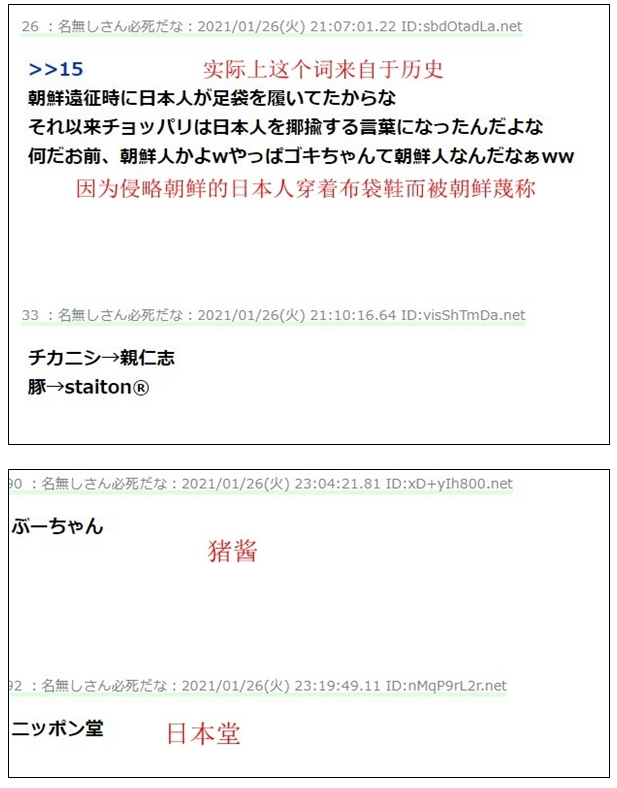 26 ：名無しさん必死だな：2021/01/26(火) 21:07:01.22 ID:sbdOtadLa.net
>>15 实际上这个词来自于历史
朝鮮遠征時に日本人が足袋を履いてたからな
それ以来チョッパリは日本人を揶揄する言葉になったんだよな
何だお前、朝鮮人かよwやっぱゴキちゃんて朝鮮人なんだなぁww
因为侵略朝鲜的日本人穿着布袋鞋而被朝鲜蔑称
33 ：名無しさん必死だな：2021/01/26(火) 21:10:16.64 ID:visShTmDa.net
チカニシ→親仁志
豚→staiton®
90 ：名無しさん必死だな：2021/01/26(火) 23:04:21.81 ID:xD+yIh800.net
ぶーちゃん
猪酱
92 ：名無しさん必死だな：2021/01/26(火) 23:19:49.11 ID:nMqP9rL2r.net
ニッポン堂 日本堂